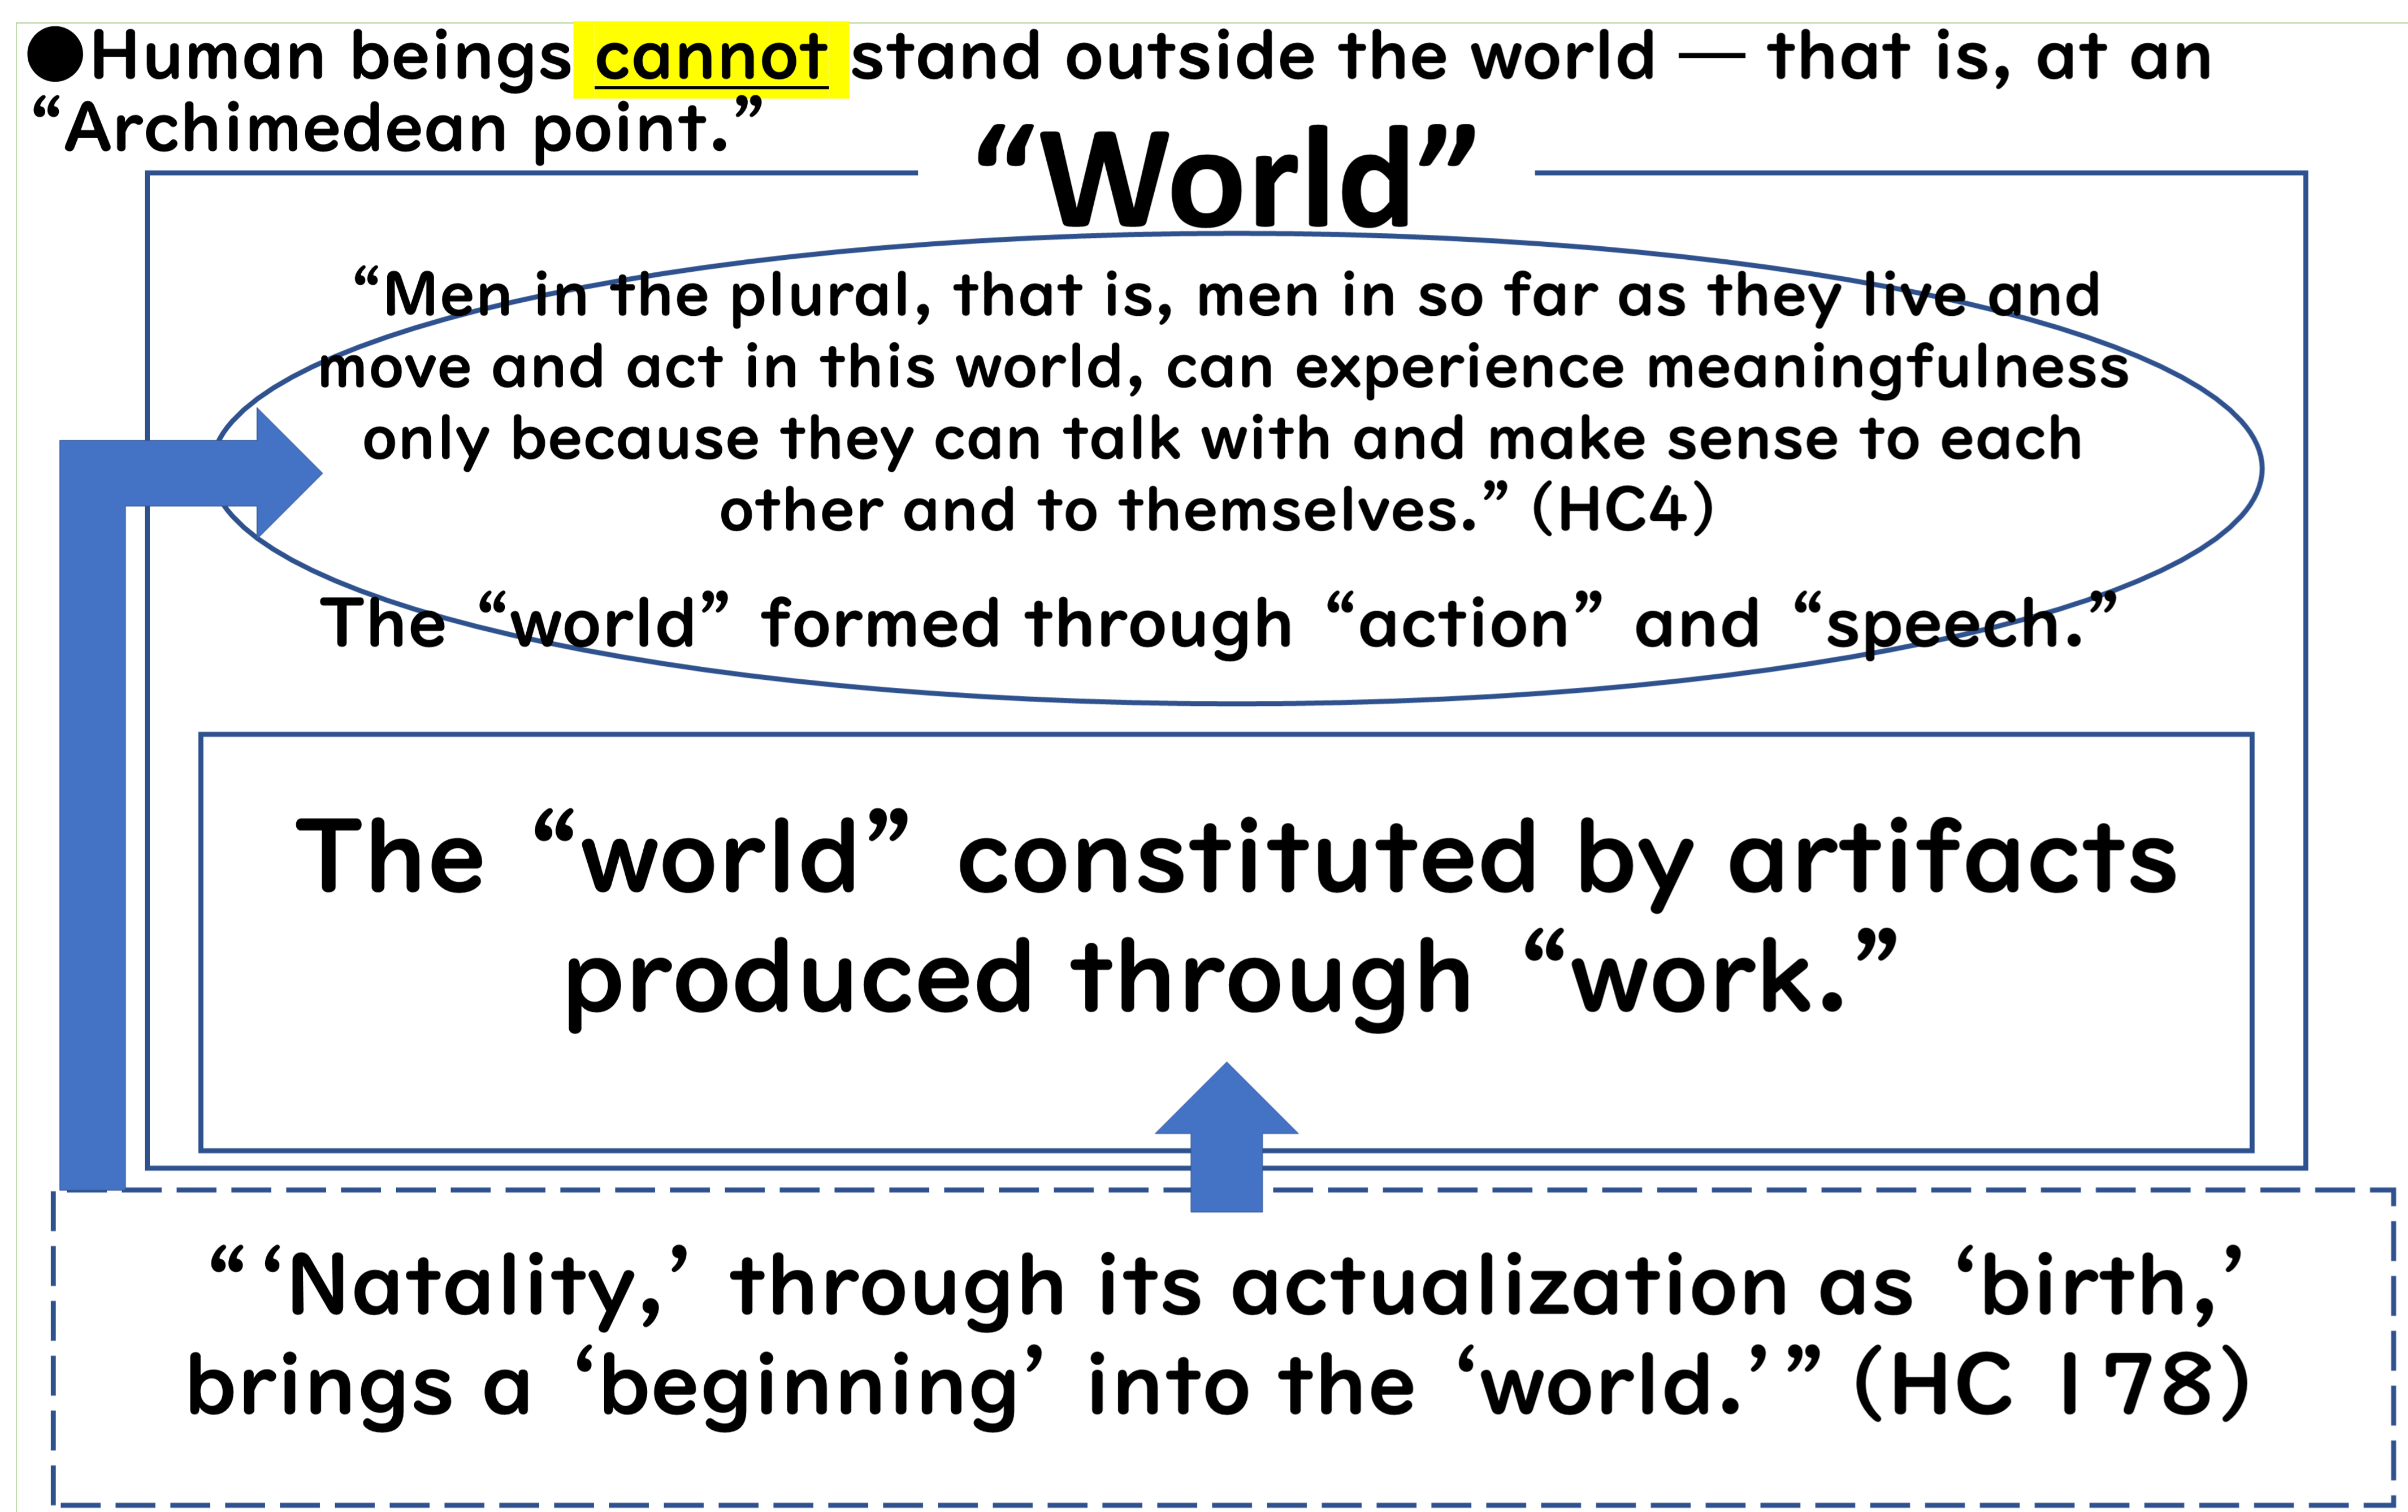 ●Human beings cannot stand outside the world — that is, at an
“Archimedean point.”
“World”
“Men in the plural, that is, men in so far as they live and
move and act in this world, can experience meaningfulness
only because they can talk with and make sense to each
other and to themselves.” (HC4)
The “world” formed through “action” and “speech.”
The “world” constituted by artifacts
produced through “work.”
“‘Natality,’ through its actualization as ‘birth,’
brings a ‘beginning’ into the ‘world.’” (HC 178)